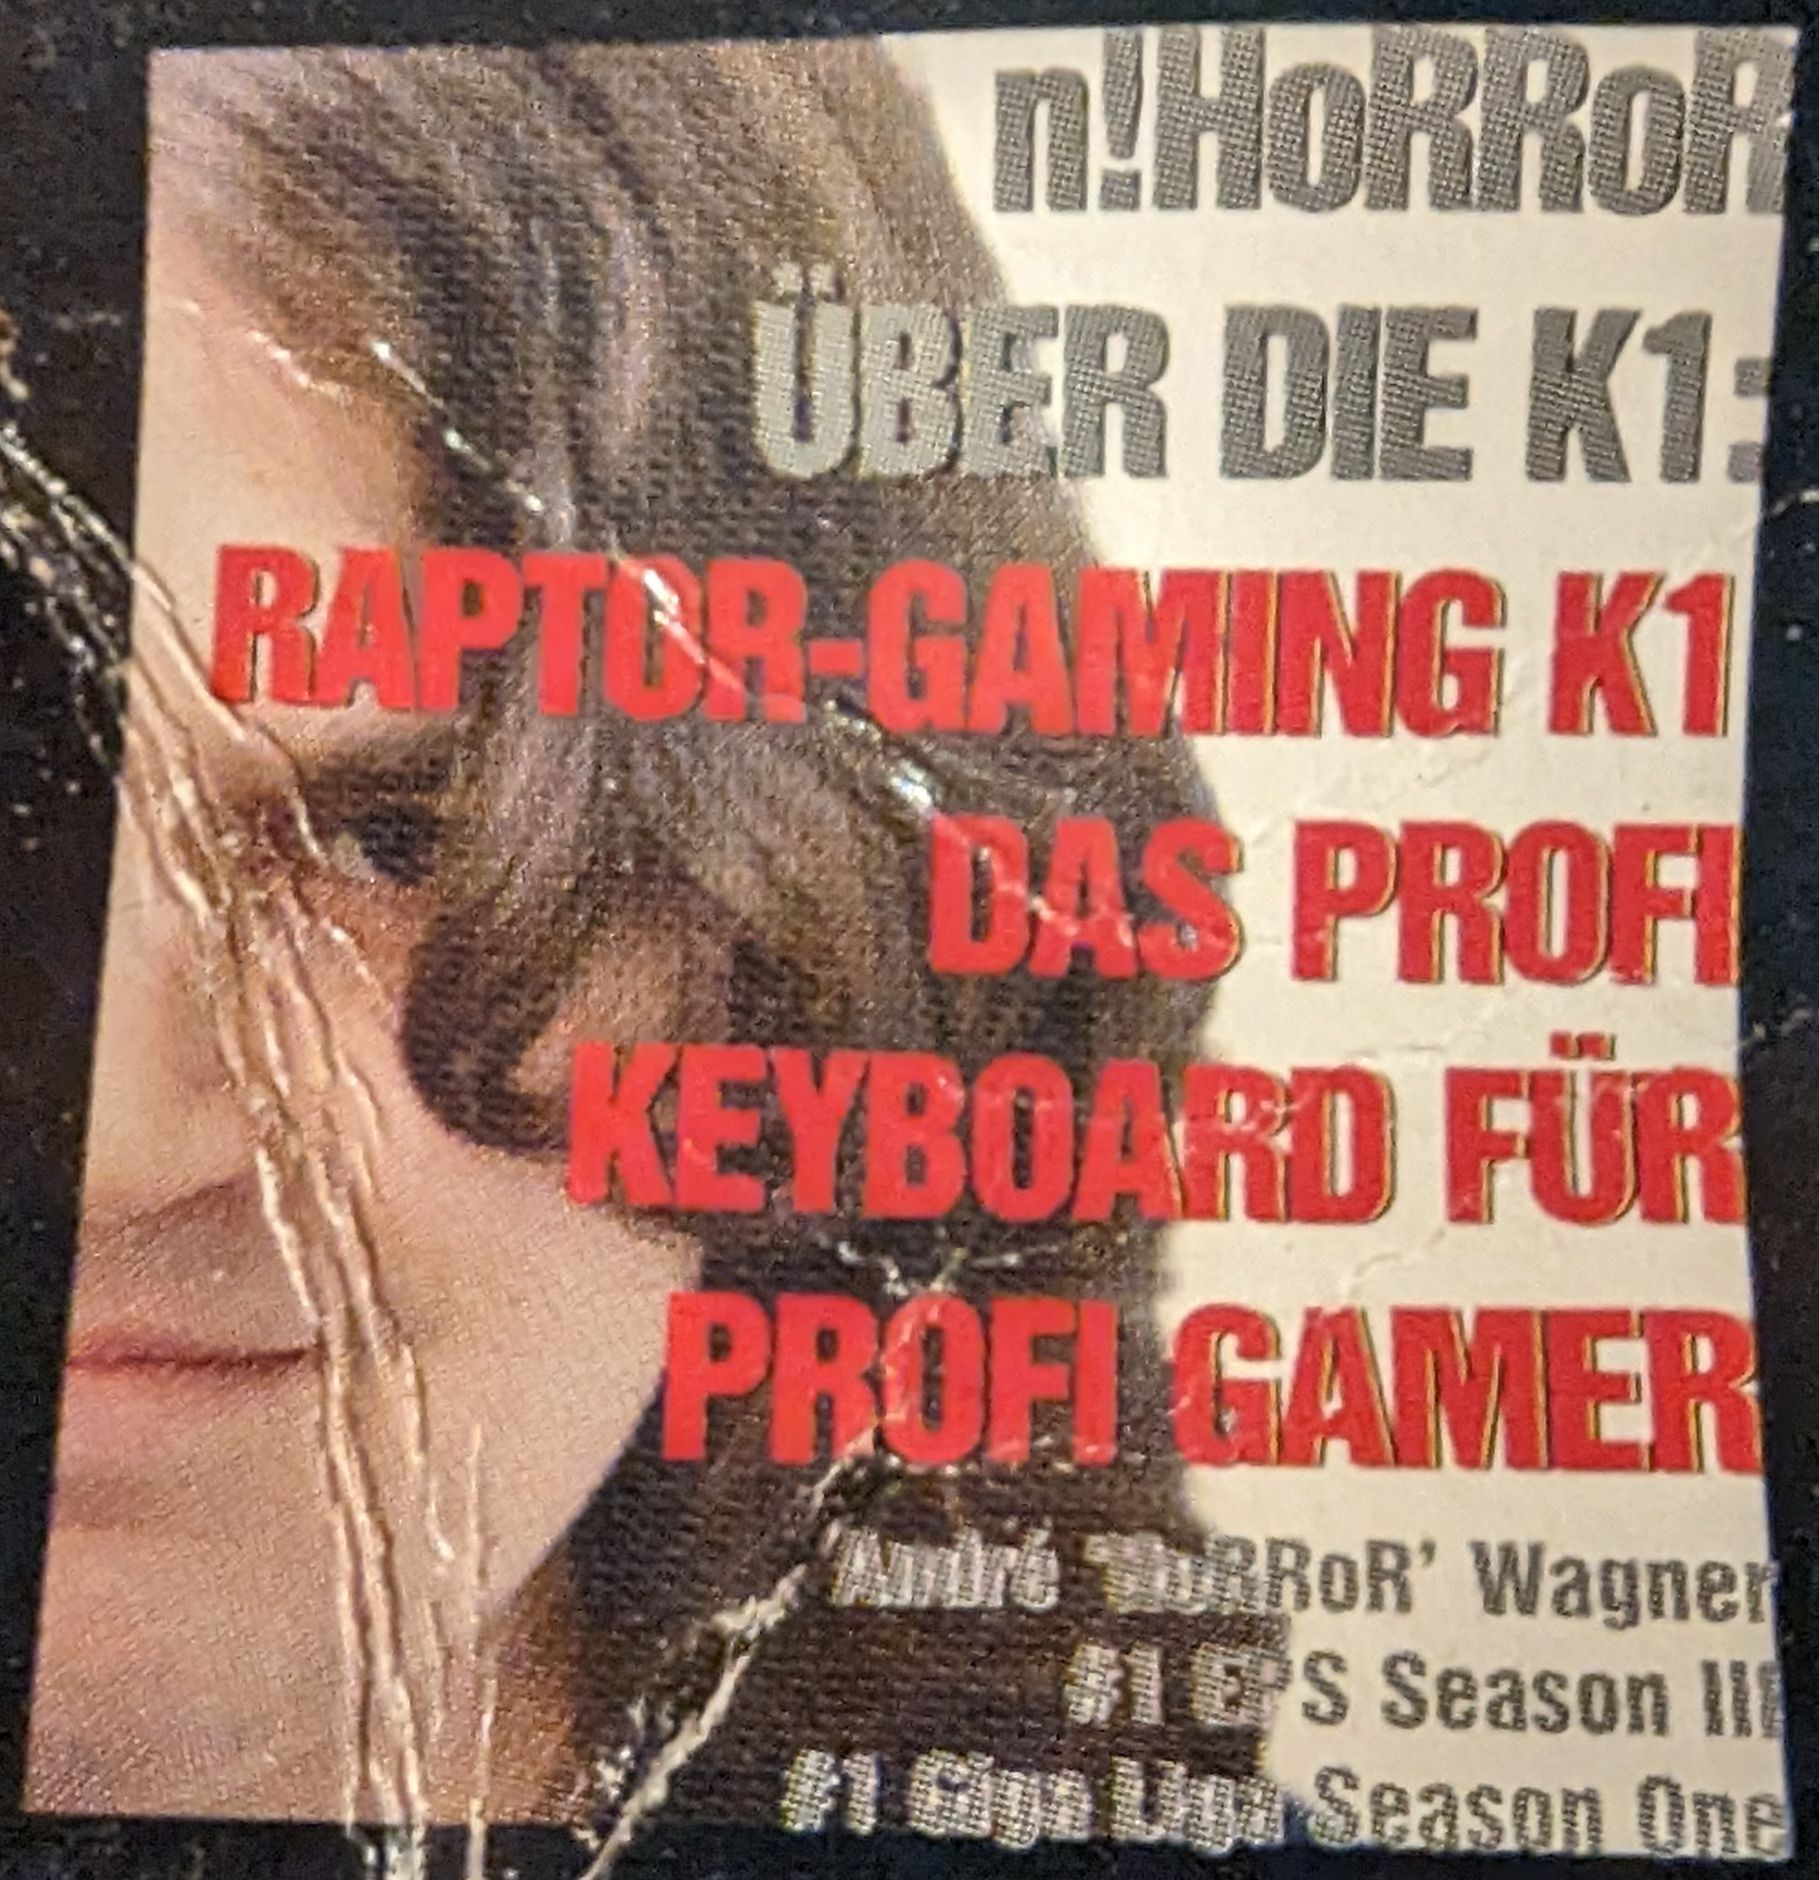 n!HoRRoR
ÜBER DIE K1:
RAPTOR-GAMING K1
DAS PROFI
KEYBOARD FÜR
PROFI GAMER
André 'HoRRoR' Wagner
#1 EPS Season III
#1 Giga Liga Season One